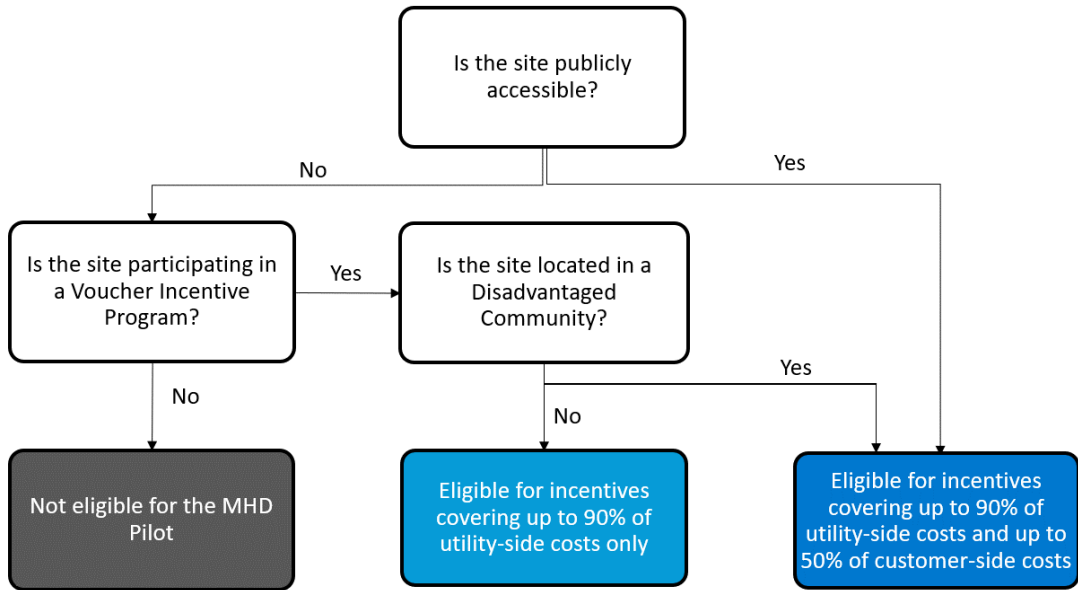 Is the site publicly
accessible?
No
Yes
Is the site participating in
a Voucher Incentive
Program?
Yes
Is the site located in a
Disadvantaged
Community?
Yes
No
No
Not eligible for the MHD
Pilot
Eligible for incentives
covering up to 90% of
utility-side costs only
Eligible for incentives
covering up to 90% of
utility-side costs and up to
50% of customer-side costs